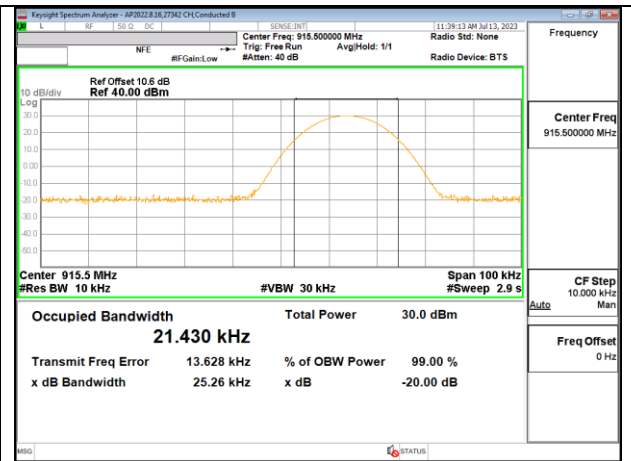 Keysight Spectrum Analyzer - AP2022.8.16,27342 CH,Conducted B
L RF 50 Ω DC SENSE:INT 11:39:13 AM Jul 13, 2023
Center Freq: 915.500000 MHz Radio Std: None
NFE Trig: Free Run Avg|Hold: 1/1
#IFGain:Low #Atten: 40 dB Radio Device: BTS
Frequency
Ref Offset 10.6 dB
10 dB/div Ref 40.00 dBm
Log
30.0
20.0
10.0
0.00
-10.0
-20.0
-30.0
-40.0
-50.0
Center Freq
915.500000 MHz
Center 915.5 MHz Span 100 kHz
#Res BW 10 kHz #VBW 30 kHz #Sweep 2.9 s
CF Step
10.000 kHz
Auto Man
Occupied Bandwidth Total Power 30.0 dBm
21.430 kHz
Transmit Freq Error 13.628 kHz % of OBW Power 99.00 %
x dB Bandwidth 25.26 kHz x dB -20.00 dB
Freq Offset
0 Hz
MSG STATUS